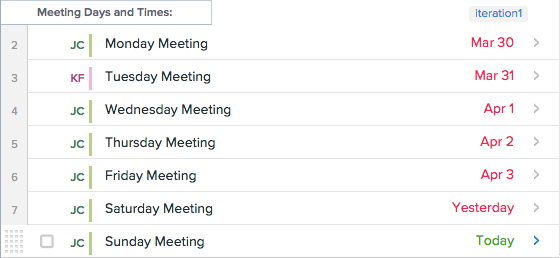 Meeting Days and Times:
Iteration1
2 JC Monday Meeting Mar 30
3 KF Tuesday Meeting Mar 31
4 JC Wednesday Meeting Apr 1
5 JC Thursday Meeting Apr 2
6 JC Friday Meeting Apr 3
7 JC Saturday Meeting Yesterday
JC Sunday Meeting Today